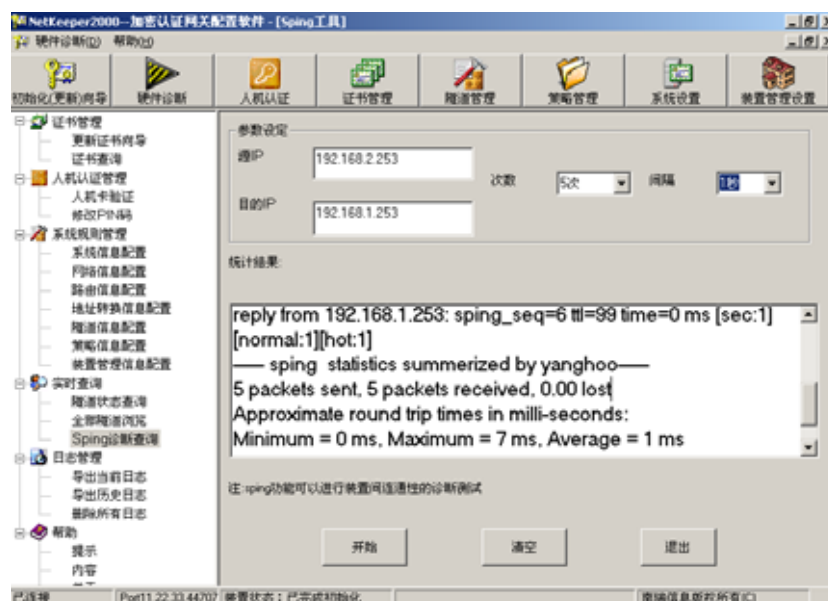 NetKeeper2000--加密认证网关配置软件 - [Sping工具]
硬件诊断(D) 帮助(H)
初始化(更新)向导 硬件诊断 人机认证 证书管理 隧道管理 策略管理 系统设置 装置管理设置
证书管理
更新证书向导
证书查询
人机认证管理
人机卡验证
修改PIN码
系统规则管理
系统信息配置
网络信息配置
路由信息配置
地址转换信息配置
隧道信息配置
策略信息配置
装置管理信息配置
实时查询
隧道状态查询
全部隧道浏览
Sping诊断查询
日志管理
导出当前日志
导出历史日志
删除所有日志
帮助
提示
内容
参数设定
源IP 192.168.2.253
次数 5次 间隔 1秒
目的IP 192.168.1.253
统计结果:
reply from 192.168.1.253: sping_seq=6 ttl=99 time=0 ms [sec:1]
[normal:1][hot:1]
—— sping statistics summerized by yanghoo——
5 packets sent, 5 packets received, 0.00 lost
Approximate round trip times in milli-seconds:
Minimum = 0 ms, Maximum = 7 ms, Average = 1 ms
注:sping功能可以进行装置间连通性的诊断测试
开始 清空 退出
已连接 Port11.22.33.44707 装置状态：已完成初始化 南瑞信息版权所有(C)